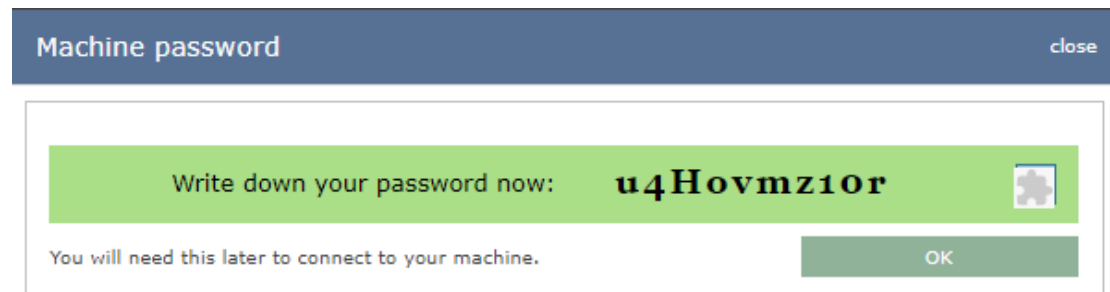 Machine password
close
Write down your password now: u4Hovmz10r
You will need this later to connect to your machine.
OK